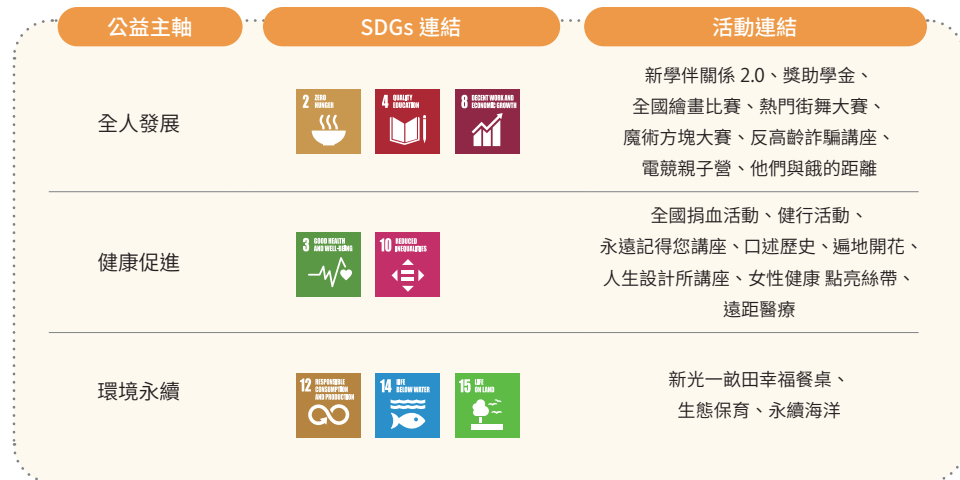 公益主軸
SDGs 連結
活動連結
全人發展
2 ZERO
HUNGER
4 QUALITY
EDUCATION
8 DECENT WORK AND
ECONOMIC GROWTH
新學伴關係 2.0、獎助學金、
全國繪畫比賽、熱門街舞大賽、
魔術方塊大賽、反高齡詐騙講座、
電競親子營、他們與餓的距離
健康促進
3 GOOD HEALTH
AND WELL-BEING
10 REDUCED
INEQUALITIES
全國捐血活動、健行活動、
永遠記得您講座、口述歷史、遍地開花、
人生設計所講座、女性健康 點亮絲帶、
遠距醫療
環境永續
12 RESPONSIBLE
CONSUMPTION
AND PRODUCTION
14 LIFE
BELOW WATER
15 LIFE
ON LAND
新光一畝田幸福餐桌、
生態保育、永續海洋